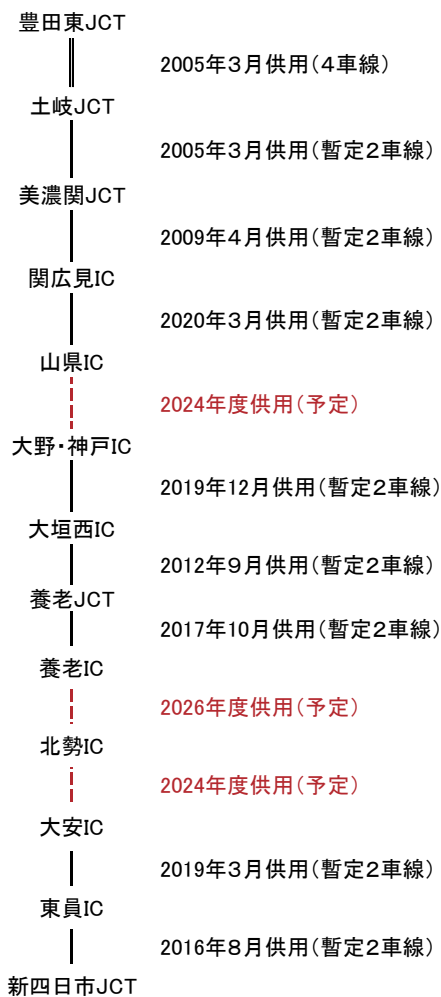 豊田東JCT
2005年3月供用（4車線）
土岐JCT
2005年3月供用（暫定2車線）
美濃関JCT
2009年4月供用（暫定2車線）
関広見IC
2020年3月供用（暫定2車線）
山県IC
2024年度供用（予定）
大野・神戸IC
2019年12月供用（暫定2車線）
大垣西IC
2012年9月供用（暫定2車線）
養老JCT
2017年10月供用（暫定2車線）
養老IC
2026年度供用（予定）
北勢IC
2024年度供用（予定）
大安IC
2019年3月供用（暫定2車線）
東員IC
2016年8月供用（暫定2車線）
新四日市JCT